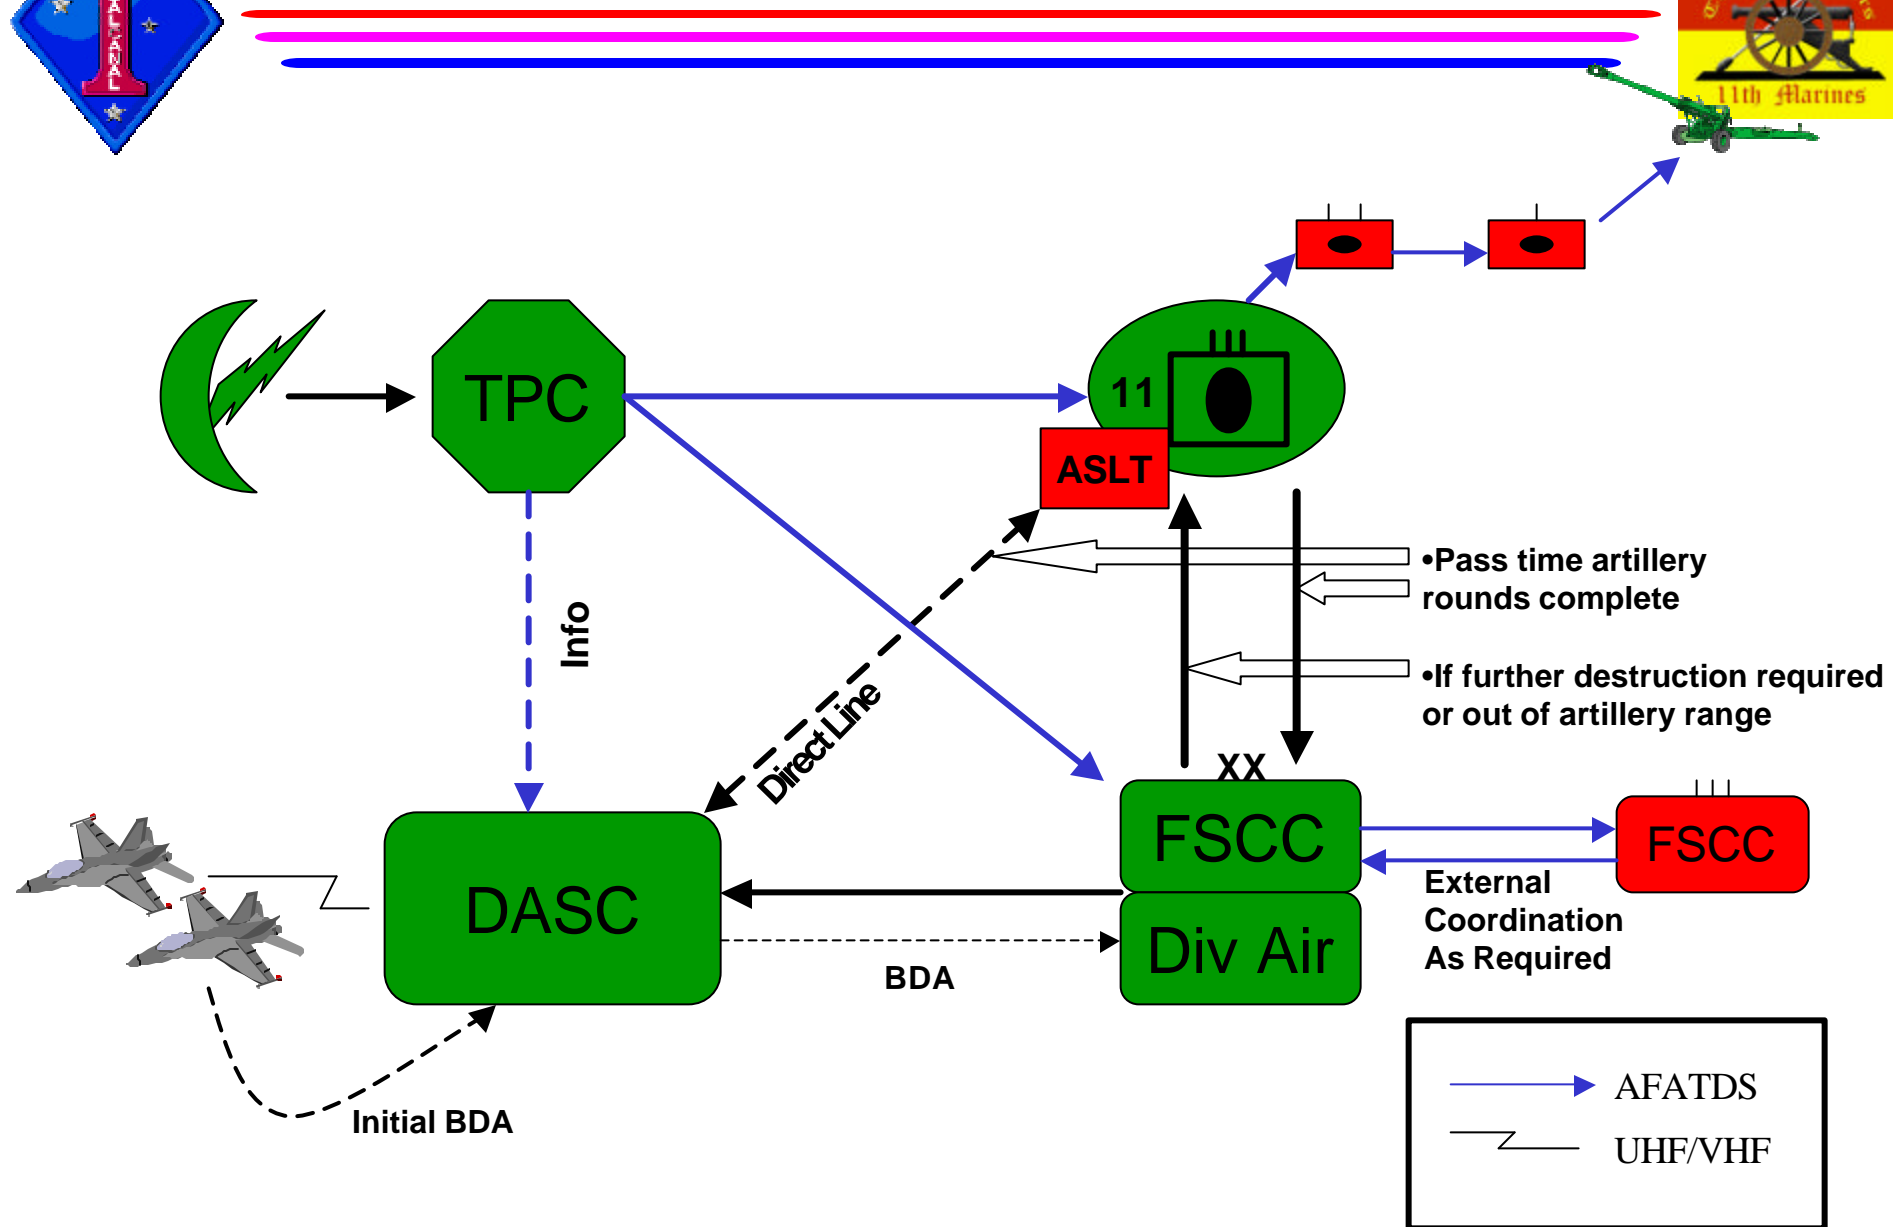 ALCANAL
11th Marines
TPC
11
ASLT
•Pass time artillery
rounds complete
Info
•If further destruction required
or out of artillery range
Direct Line
XX
FSCC
FSCC
DASC
External
Coordination
As Required
Div Air
BDA
Initial BDA
AFATDS
UHF/VHF